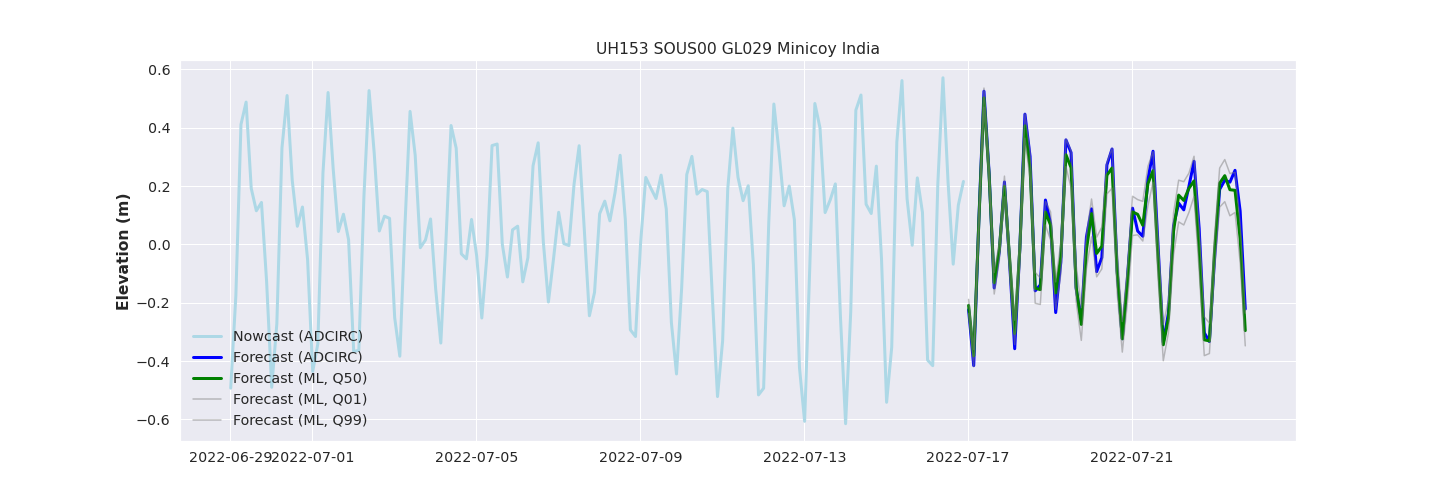 UH153 SOUS00 GL029 Minicoy India
Elevation (m)
0.6
0.4
0.2
0.0
−0.2
−0.4
−0.6
Nowcast (ADCIRC)
Forecast (ADCIRC)
Forecast (ML, Q50)
Forecast (ML, Q01)
Forecast (ML, Q99)
2022-06-29 2022-07-01 2022-07-05 2022-07-09 2022-07-13 2022-07-17 2022-07-21